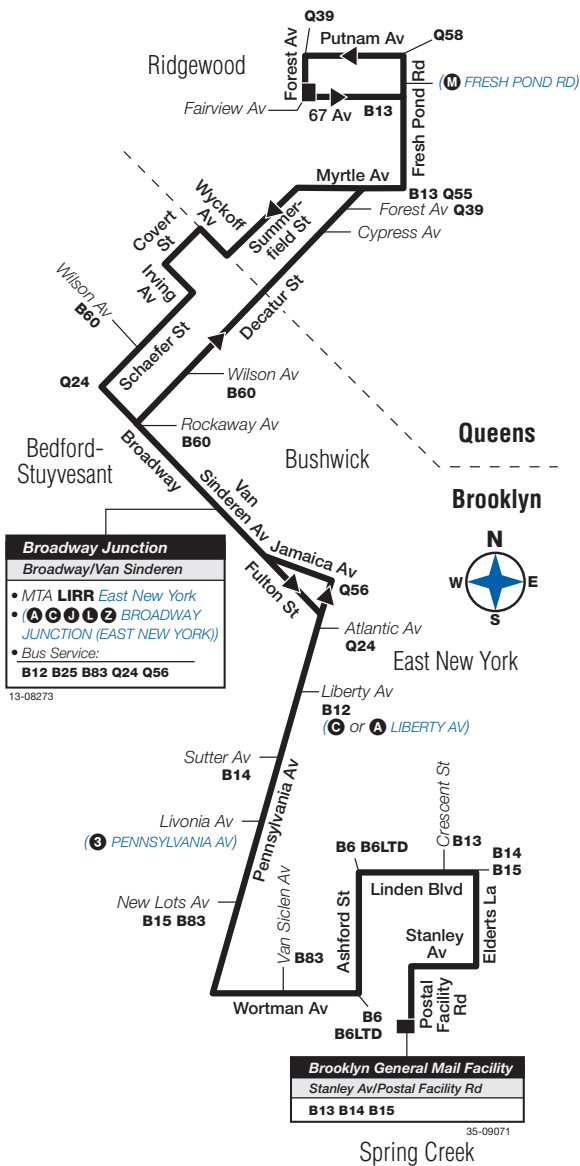 Q39
Putnam Av
Q58
Ridgewood
Forest Av
Fresh Pond Rd
(M FRESH POND RD)
Fairview Av
67 Av
B13
Myrtle Av
B13 Q55
Wyckoff
Av
Summer-
field St
Forest Av Q39
Cypress Av
Covert
St
Irving
Av
Wilson Av
B60
Schaefer St
Decatur St
Q24
Wilson Av
B60
Rockaway Av
B60
Bedford-
Stuyvesant
Broadway
Bushwick
Queens
Brooklyn
Van
Sinderen Av
Jamaica Av
Fulton St
Q56
N
W
E
S
Broadway Junction
Broadway/Van Sinderen
• MTA LIRR East New York
• (A C J L Z BROADWAY
JUNCTION (EAST NEW YORK))
• Bus Service:
B12 B25 B83 Q24 Q56
13-08273
Atlantic Av
Q24
East New York
Liberty Av
B12
(C or A LIBERTY AV)
Sutter Av
B14
Pennsylvania Av
Livonia Av
(3 PENNSYLVANIA AV)
New Lots Av
B15 B83
Van Siclen Av
B83
Wortman Av
Ashford St
B6 B6LTD
Crescent St
B13
B14
B15
Linden Blvd
Elderts La
Stanley
Av
Postal
Facility
Rd
B6
B6LTD
Brooklyn General Mail Facility
Stanley Av/Postal Facility Rd
B13 B14 B15
35-09071
Spring Creek